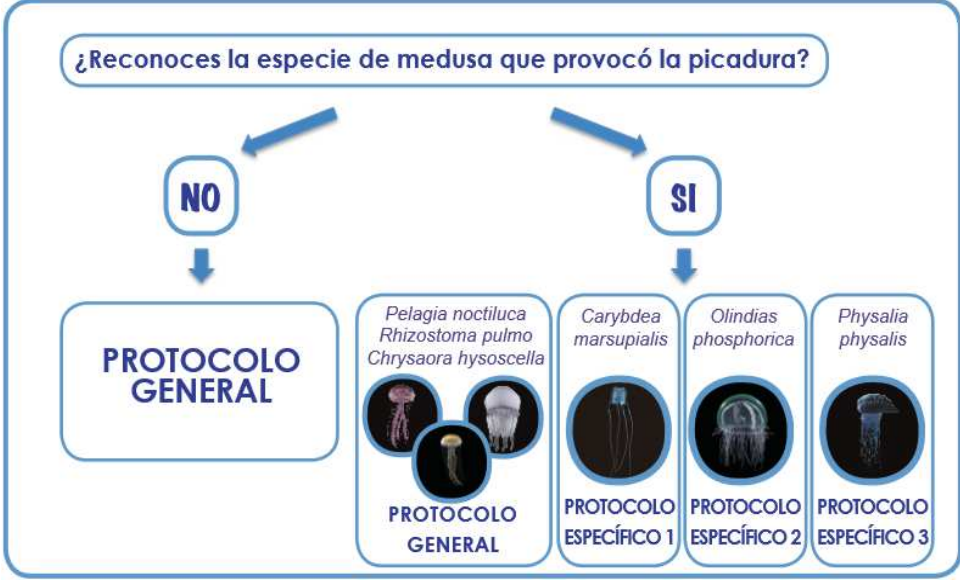 ¿Reconoces la especie de medusa que provocó la picadura?
NO
SI
PROTOCOLO
GENERAL
Pelagia noctiluca
Rhizostoma pulmo
Chrysaora hysoscella
PROTOCOLO
GENERAL
Carybdea
marsupialis
PROTOCOLO
ESPECÍFICO 1
Olindias
phosphorica
PROTOCOLO
ESPECÍFICO 2
Physalia
physalis
PROTOCOLO
ESPECÍFICO 3